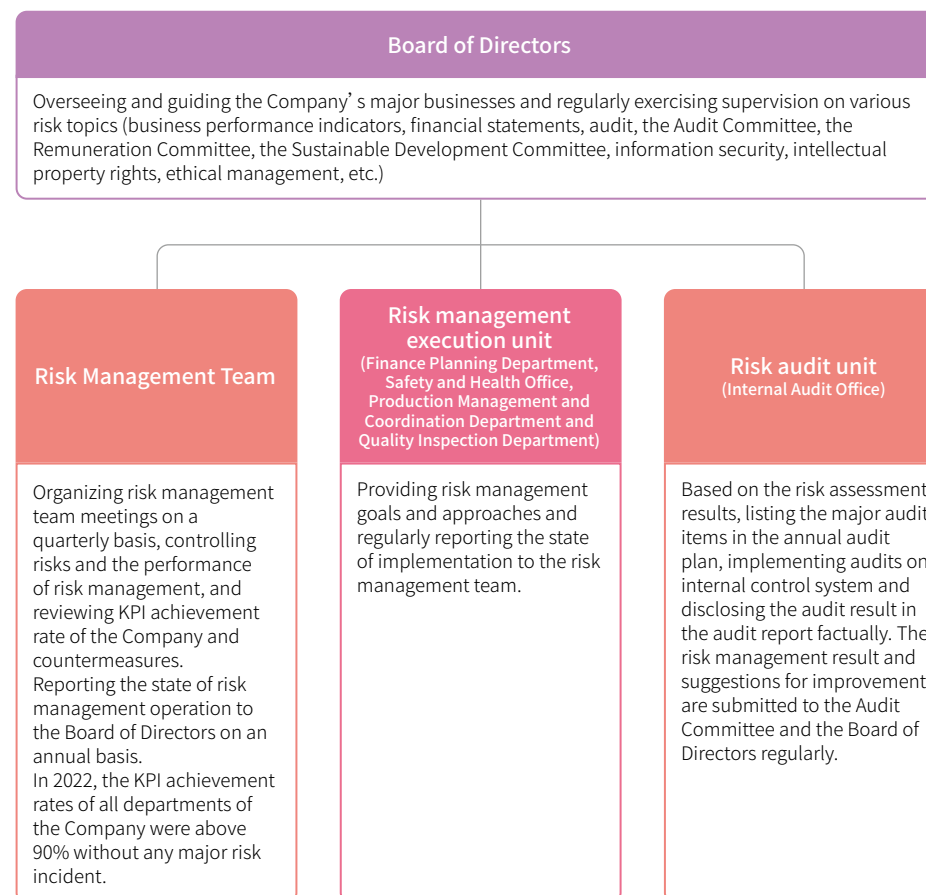 Board of Directors
Overseeing and guiding the Company’s major businesses and regularly exercising supervision on various
risk topics (business performance indicators, financial statements, audit, the Audit Committee, the
Remuneration Committee, the Sustainable Development Committee, information security, intellectual
property rights, ethical management, etc.)
Risk Management Team
Organizing risk management
team meetings on a
quarterly basis, controlling
risks and the performance
of risk management, and
reviewing KPI achievement
rate of the Company and
countermeasures.
Reporting the state of risk
management operation to
the Board of Directors on an
annual basis.
In 2022, the KPI achievement
rates of all departments of
the Company were above
90% without any major risk
incident.
Risk management
execution unit
(Finance Planning Department,
Safety and Health Office,
Production Management and
Coordination Department and
Quality Inspection Department)
Providing risk management
goals and approaches and
regularly reporting the state
of implementation to the risk
management team.
Risk audit unit
(Internal Audit Office)
Based on the risk assessment
results, listing the major audit
items in the annual audit
plan, implementing audits on
internal control system and
disclosing the audit result in
the audit report factually. The
risk management result and
suggestions for improvement
are submitted to the Audit
Committee and the Board of
Directors regularly.